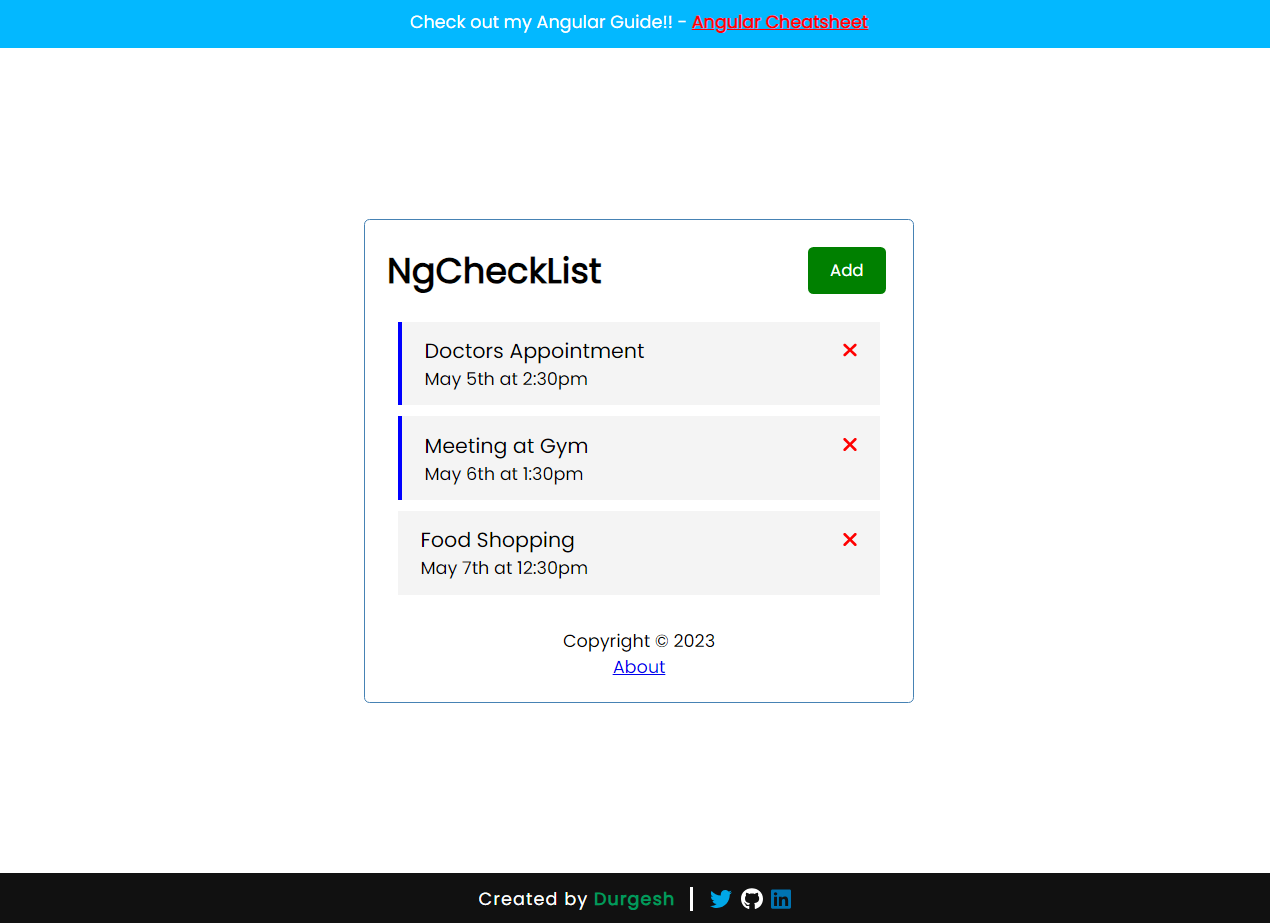 Check out my Angular Guide!! - Angular Cheatsheet
NgCheckList
Add
Doctors Appointment
May 5th at 2:30pm
Meeting at Gym
May 6th at 1:30pm
Food Shopping
May 7th at 12:30pm
Copyright © 2023
About
Created by Durgesh